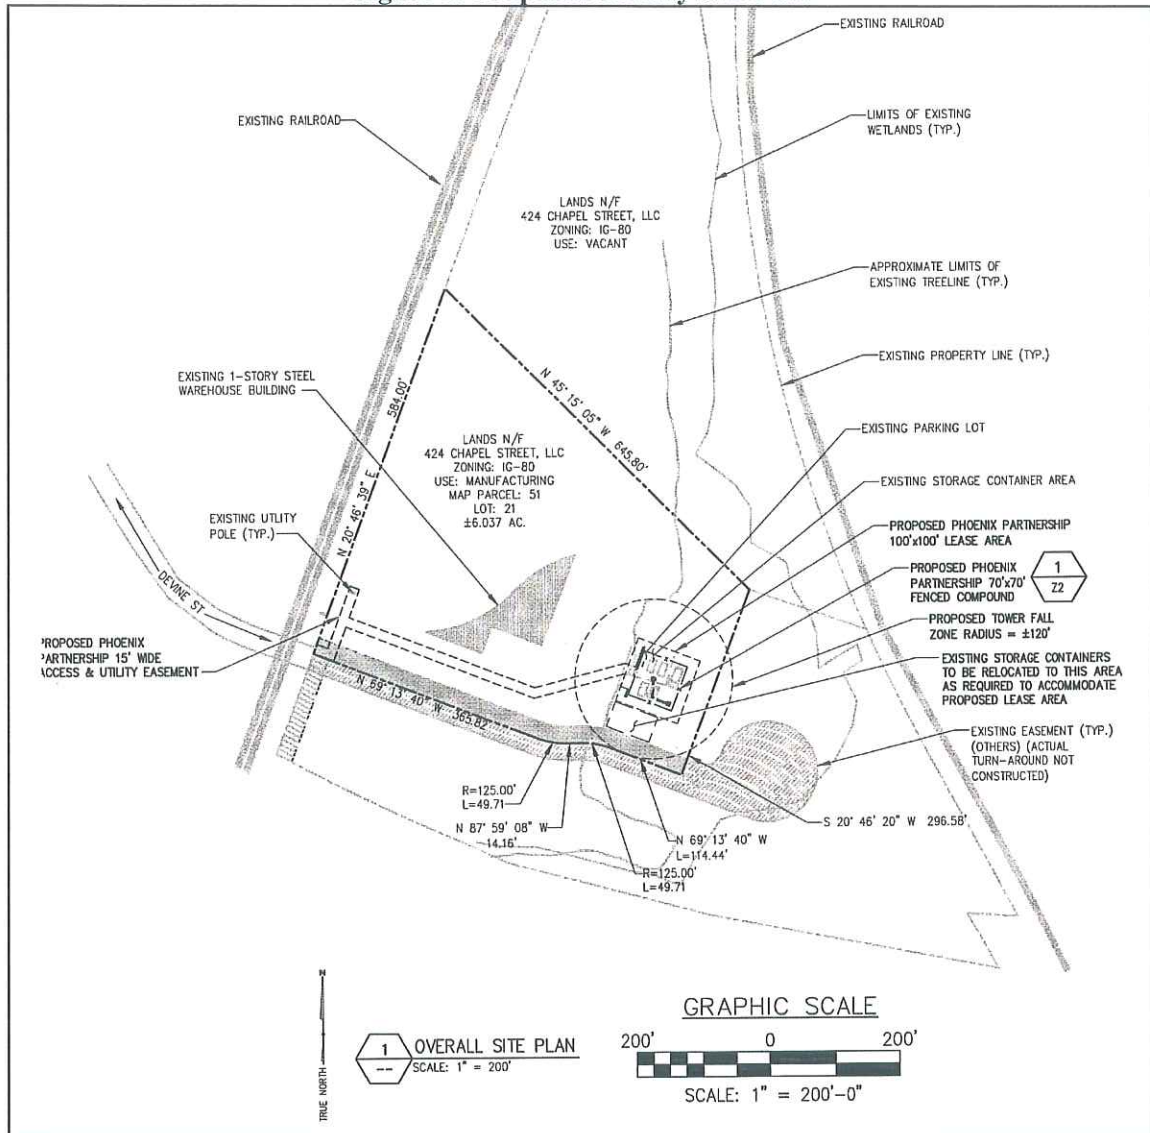 EXISTING RAILROAD
EXISTING RAILROAD
LIMITS OF EXISTING
WETLANDS (TYP.)
LANDS N/F
424 CHAPEL STREET, LLC
ZONING: IG-80
USE: VACANT
APPROXIMATE LIMITS OF
EXISTING TREELINE (TYP.)
EXISTING PROPERTY LINE (TYP.)
EXISTING 1-STORY STEEL
WAREHOUSE BUILDING
N 45° 15' 05" W 645.80'
584.00'
N 20° 46' 39" E
EXISTING PARKING LOT
LANDS N/F
424 CHAPEL STREET, LLC
ZONING: IG-80
USE: MANUFACTURING
MAP PARCEL: 51
LOT: 21
±6.037 AC.
EXISTING STORAGE CONTAINER AREA
EXISTING UTLITY
POLE (TYP.)
PROPOSED PHOENIX PARTNERSHIP
100'x100' LEASE AREA
PROPOSED PHOENIX
PARTNERSHIP 70'x70'
FENCED COMPOUND
1
Z2
DEVINE ST
PROPOSED TOWER FALL
ZONE RADIUS = ±120'
ROPOSED PHOENIX
ARTNERSHIP 15' WIDE
CCESS & UTILITY EASEMENT
EXISTING STORAGE CONTAINERS
TO BE RELOCATED TO THIS AREA
AS REQUIRED TO ACCOMMODATE
PROPOSED LEASE AREA
N 69° 13' 40" W 365.82'
EXISTING EASEMENT (TYP.)
(OTHERS) (ACTUAL
TURN-AROUND NOT
CONSTRUCTED)
R=125.00'
L=49.71
S 20° 46' 20" W 296.58'
N 87° 59' 08" W
14.16'
N 69° 13' 40" W
L=114.44'
R=125.00'
L=49.71
N
TRUE NORTH
1
--
OVERALL SITE PLAN
SCALE: 1" = 200'
GRAPHIC SCALE
200' 0 200'
SCALE: 1" = 200'-0"